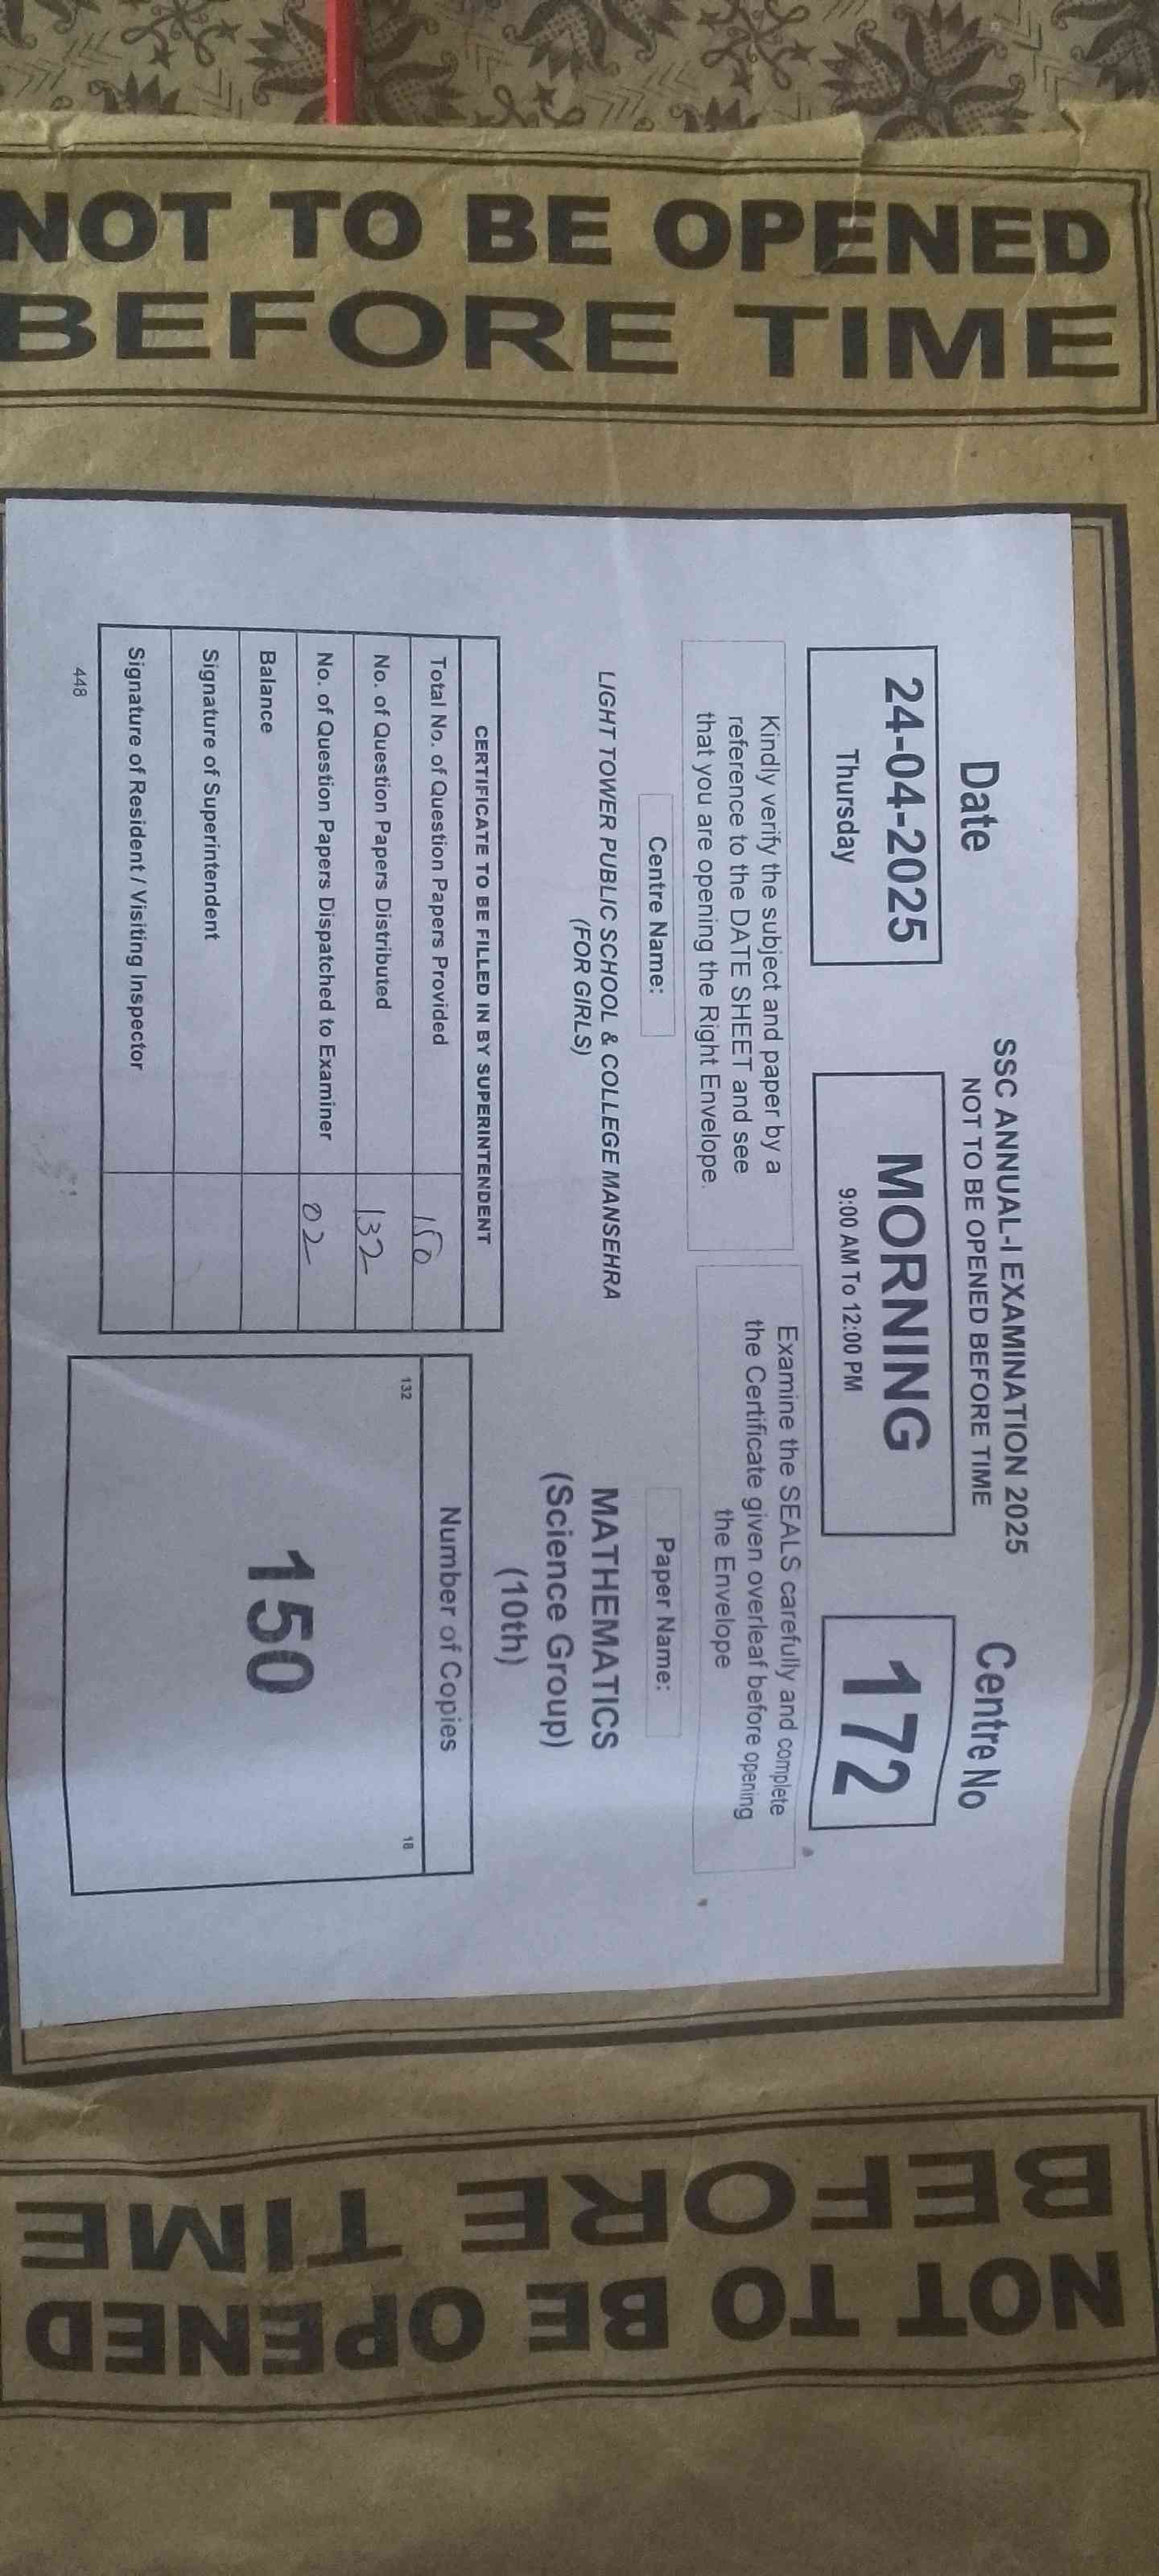 NOT TO BE OPENED
BEFORE TIME
SSC ANNUAL-I EXAMINATION 2025
NOT TO BE OPENED BEFORE TIME
Date
24-04-2025
Thursday
MORNING
9:00 AM To 12:00 PM
Centre No
172
Kindly verify the subject and paper by a
reference to the DATE SHEET and see
that you are opening the Right Envelope.
Examine the SEALS carefully and complete
the Certificate given overleaf before opening
the Envelope
Centre Name:
LIGHT TOWER PUBLIC SCHOOL & COLLEGE MANSEHRA
(FOR GIRLS)
Paper Name:
MATHEMATICS
(Science Group)
(10th)
CERTIFICATE TO BE FILLED IN BY SUPERINTENDENT
Total No. of Question Papers Provided 150
No. of Question Papers Distributed 132
No. of Question Papers Dispatched to Examiner 02
Balance
Signature of Superintendent
Signature of Resident / Visiting Inspector
448
Number of Copies
132 18
150
NOT TO BE OPENED
BEFORE TIME